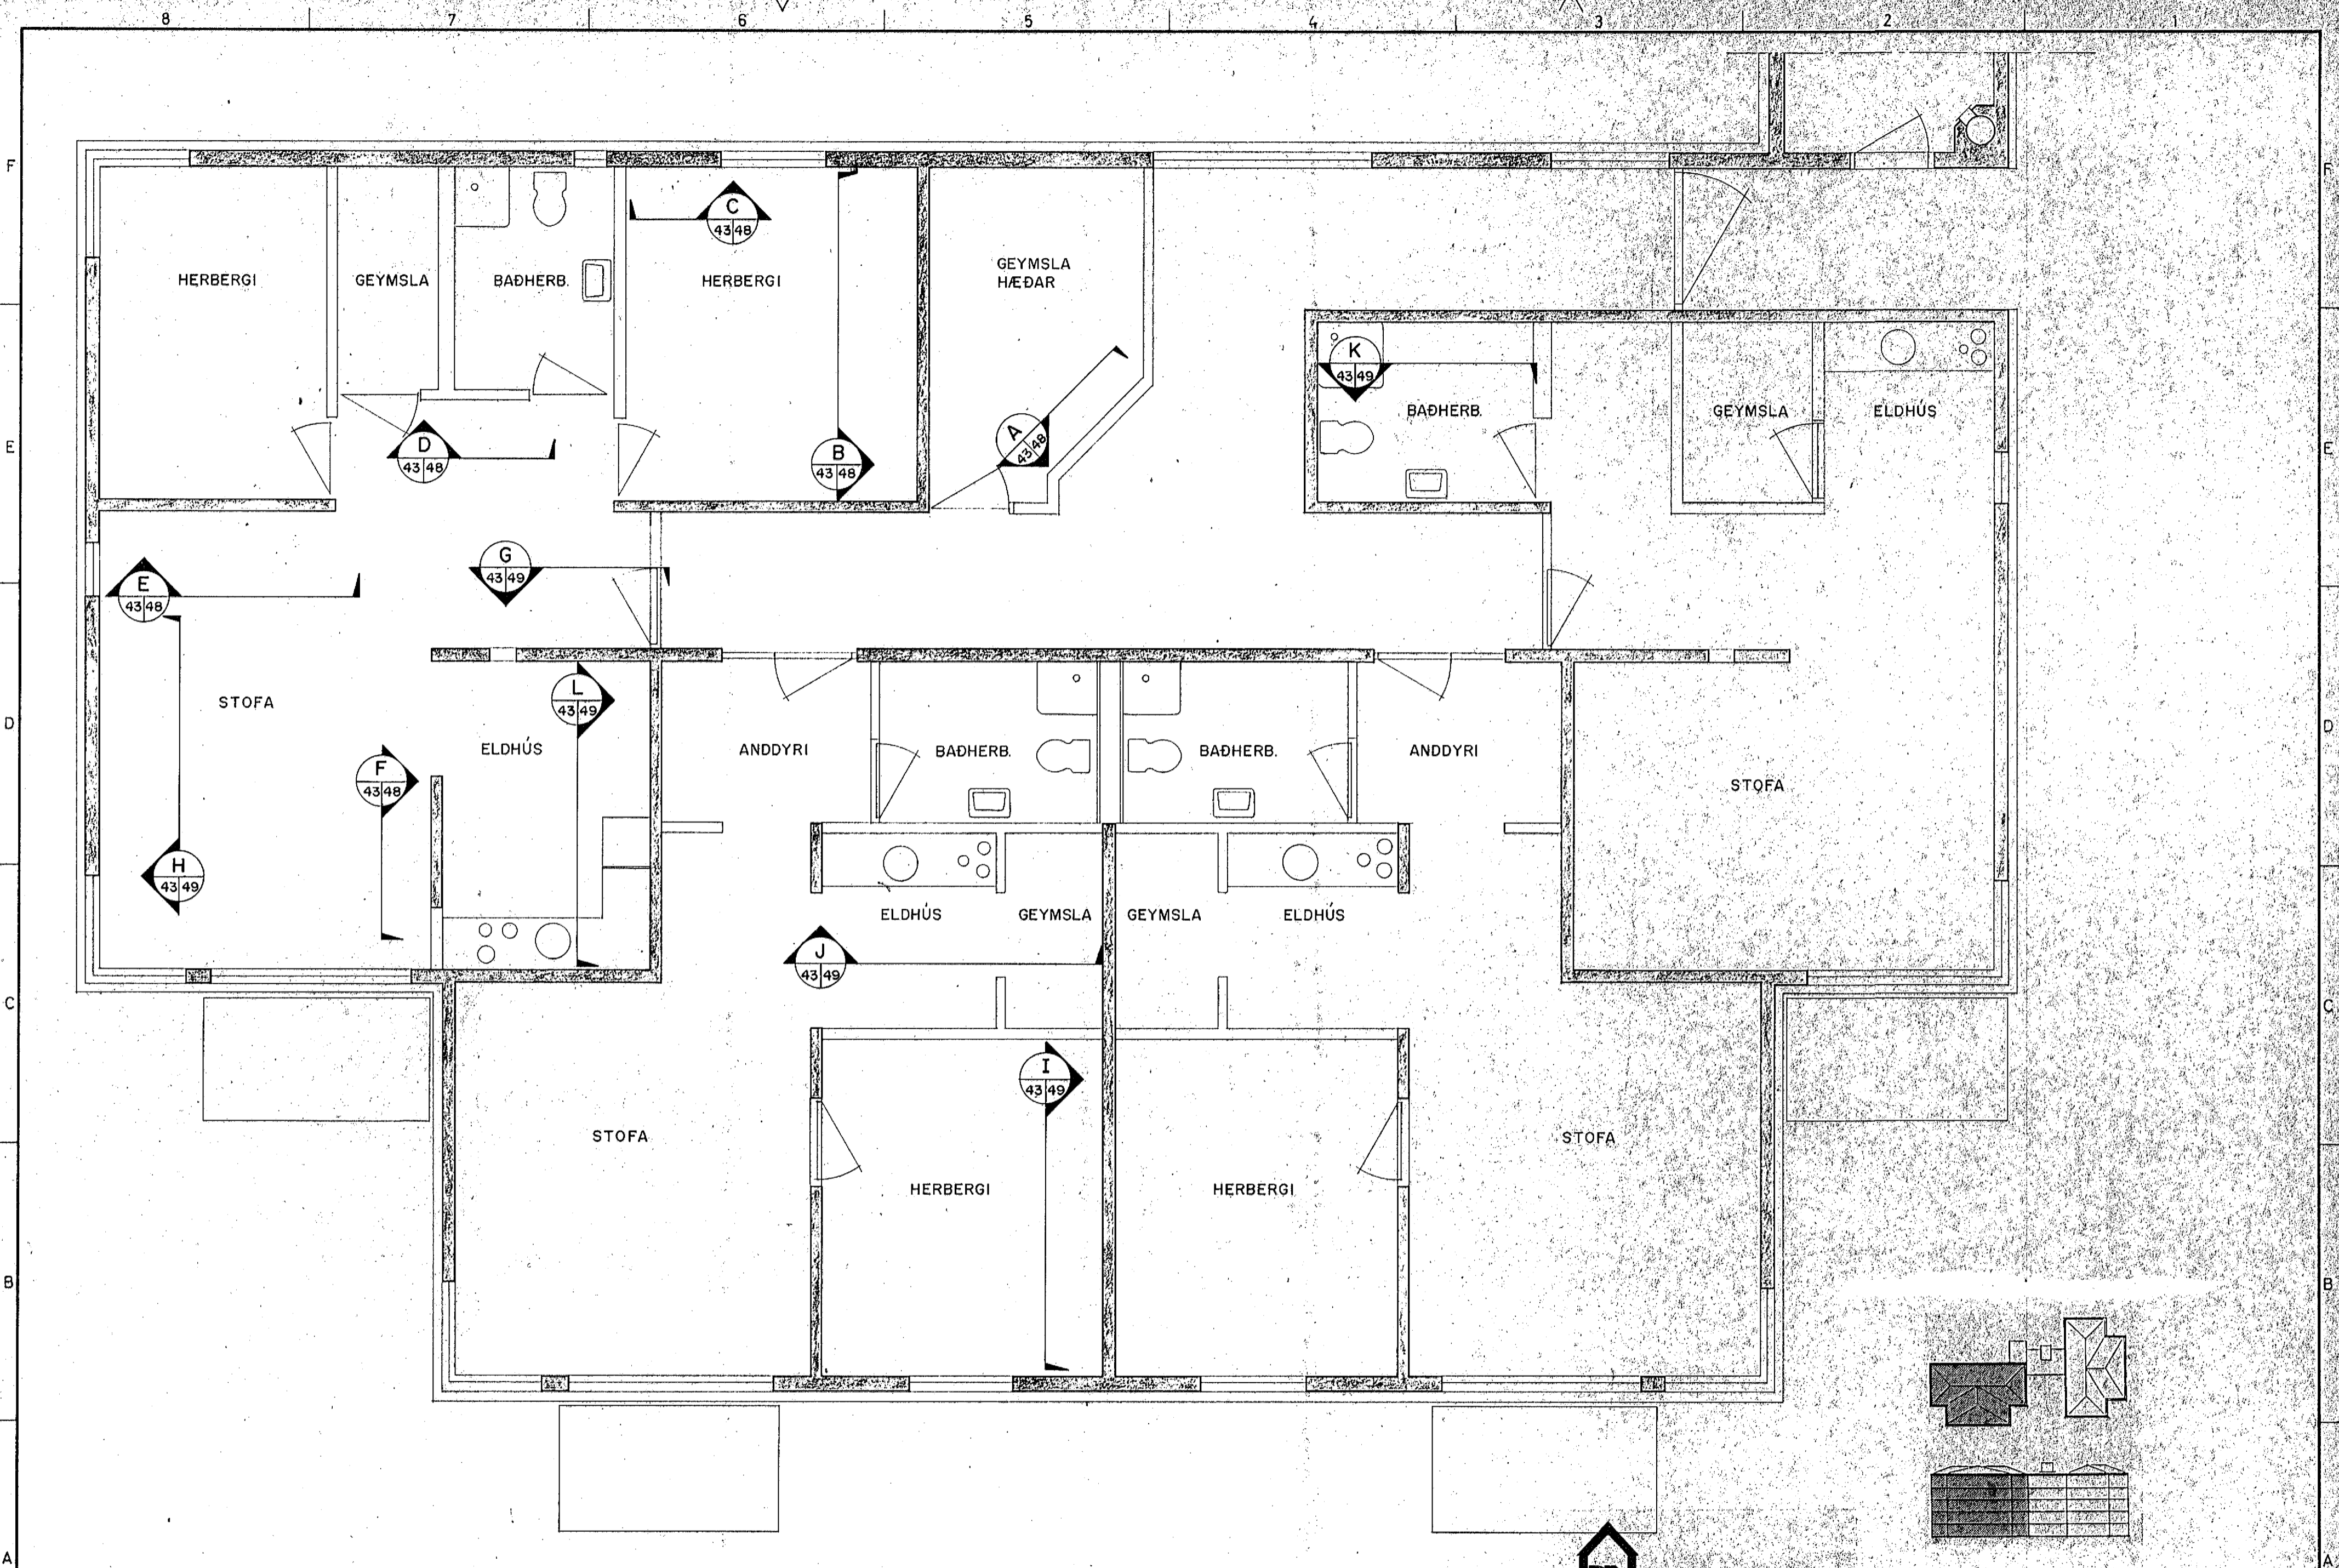 8 7 6 5 4 3 2 1
F F
C
43 48
HERBERGI
GEYMSLA
BAÐHERB.
HERBERGI
GEYMSLA
HÆÐAR
K
43 49
BAÐHERB.
GEYMSLA
ELDHÚS
E E
D
43 48
B
43 48
A
43 48
G
43 49
E
43 48
STOFA
L
43 49
D D
ELDHÚS
ANDDYRI
BAÐHERB.
BAÐHERB.
ANDDYRI
F
43 48
STOFA
H
43 49
ELDHÚS
GEYMSLA
GEYMSLA
ELDHÚS
J
43 49
C C
I
43 49
STOFA
STOFA
HERBERGI
HERBERGI
B B
A A